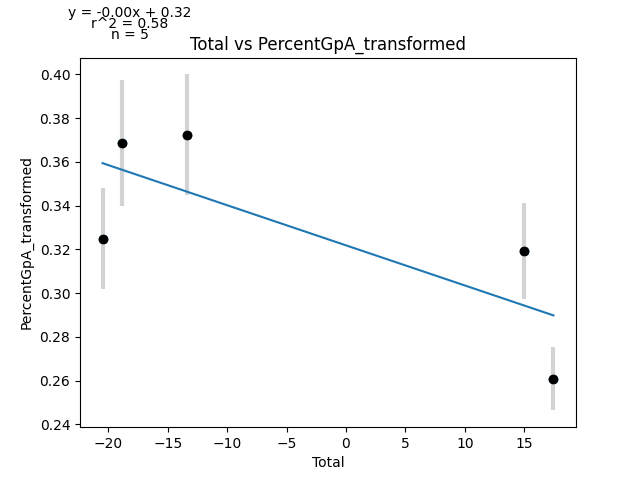 y = -0.00x + 0.32
r^2 = 0.58
n = 5
Total vs PercentGpA_transformed
PercentGpA_transformed
0.40
0.38
0.36
0.34
0.32
0.30
0.28
0.26
0.24
−20
−15
−10
−5
0
5
10
15
Total